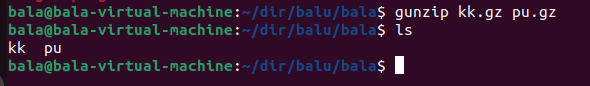 bala@bala-virtual-machine:~/dir/balu/bala$ gunzip kk.gz pu.gz
bala@bala-virtual-machine:~/dir/balu/bala$ ls
kk  pu
bala@bala-virtual-machine:~/dir/balu/bala$